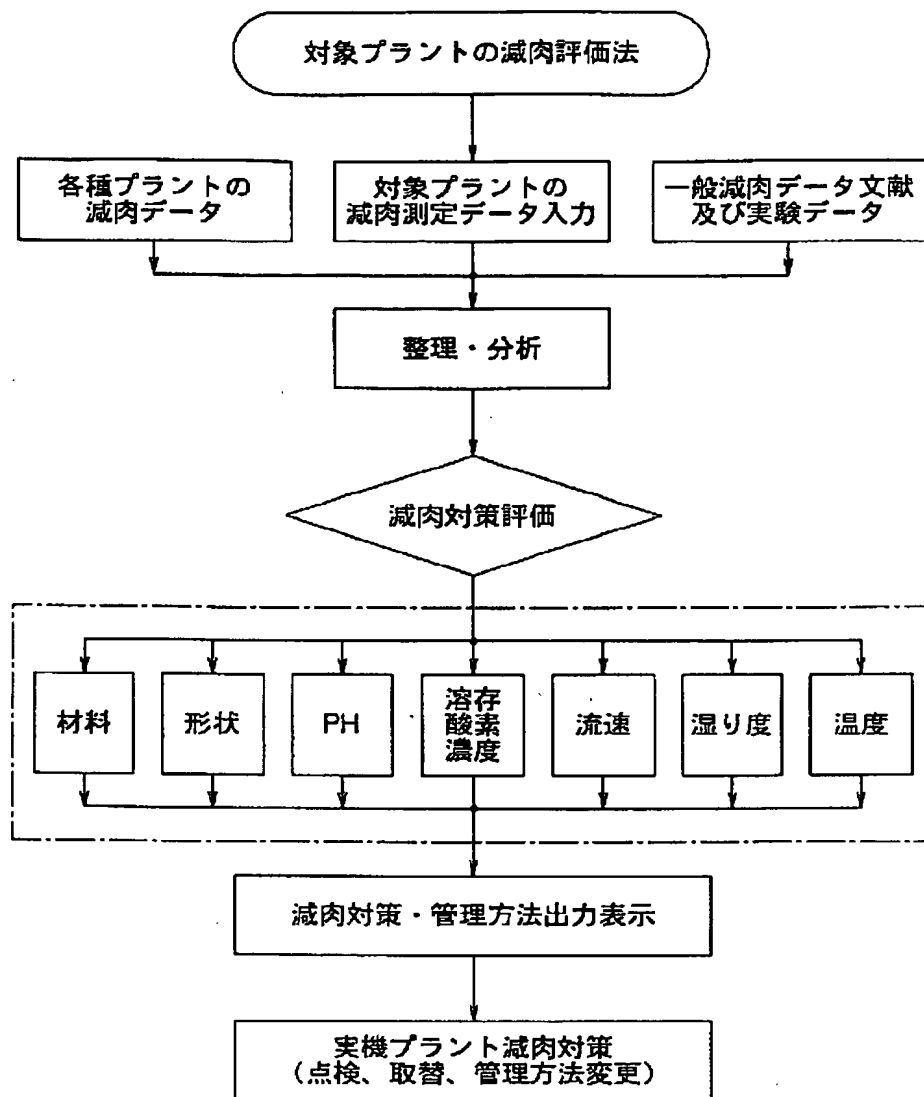 対象プラントの減肉評価法
各種プラントの
減肉データ
対象プラントの
減肉測定データ入力
一般減肉データ文献
及び実験データ
整理・分析
減肉対策評価
材料
形状
PH
溶存
酸素
濃度
流速
湿り度
温度
減肉対策・管理方法出力表示
実機プラント減肉対策
(点検、取替、管理方法変更)